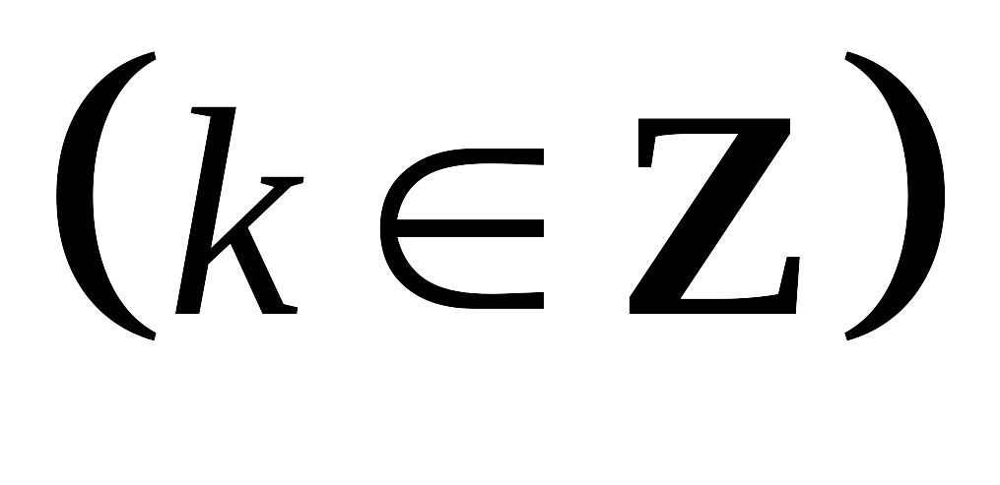 (k ∈ Z)